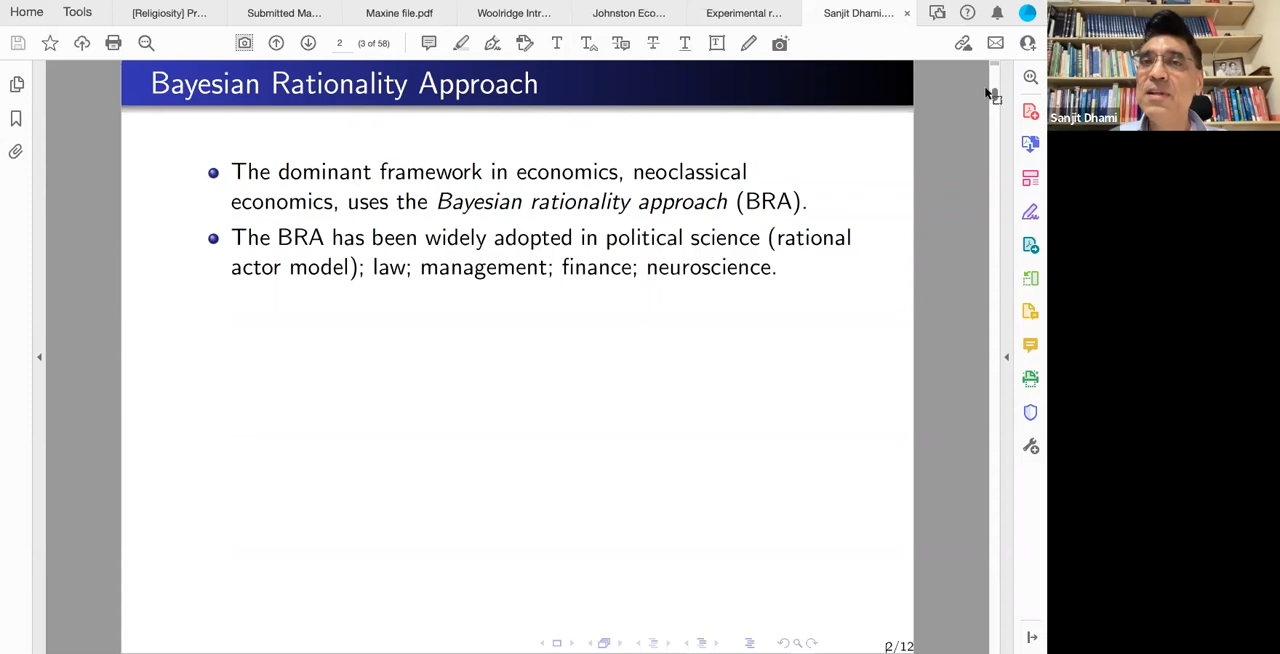 Home Tools [Religiosity] Pr... Submitted Ma... Maxine file.pdf Woolridge Intr... Johnston Eco... Experimental r... Sanjit Dhami.... ×
2 (3 of 58)
Bayesian Rationality Approach
The dominant framework in economics, neoclassical
economics, uses the Bayesian rationality approach (BRA).
The BRA has been widely adopted in political science (rational
actor model); law; management; finance; neuroscience.
2/12
Sanjit Dhami